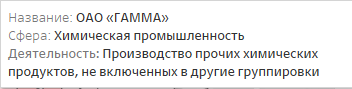 Название: ОАО «ГАММА»
Сфера: Химическая промышленность
Деятельность: Производство прочих химических
продуктов, не включенных в другие группировки